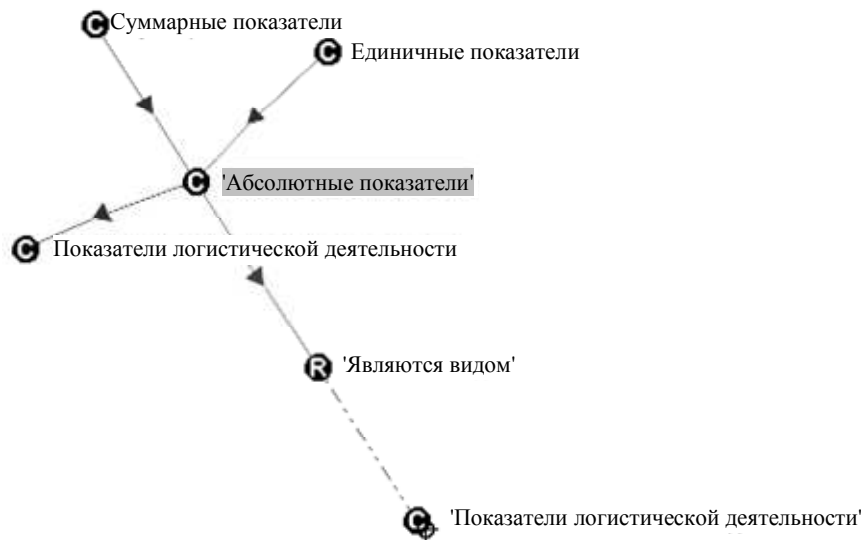 C Суммарные показатели
C Единичные показатели
C 'Абсолютные показатели'
C Показатели логистической деятельности
R 'Являются видом'
C 'Показатели логистической деятельности'